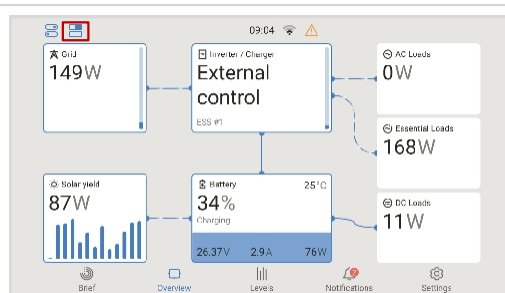 09:04
Grid
149W
Inverter / Charger
External
control
ESS #1
AC Loads
0W
Essential Loads
168W
Solar yield
87W
Battery
25°C
34%
Charging
26.37V 2.9A 76W
DC Loads
11W
Brief Overview Levels Notifications Settings